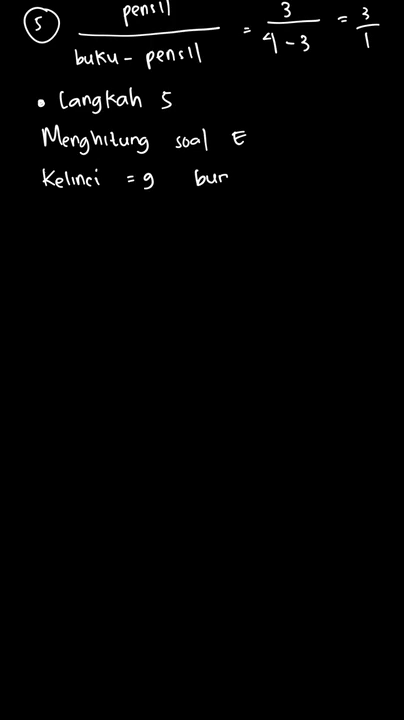 5 pensil / buku - pensil = 3 / 4 - 3 = 3 / 1
• Langkah 5
Menghitung soal E
Kelinci = 9 bur